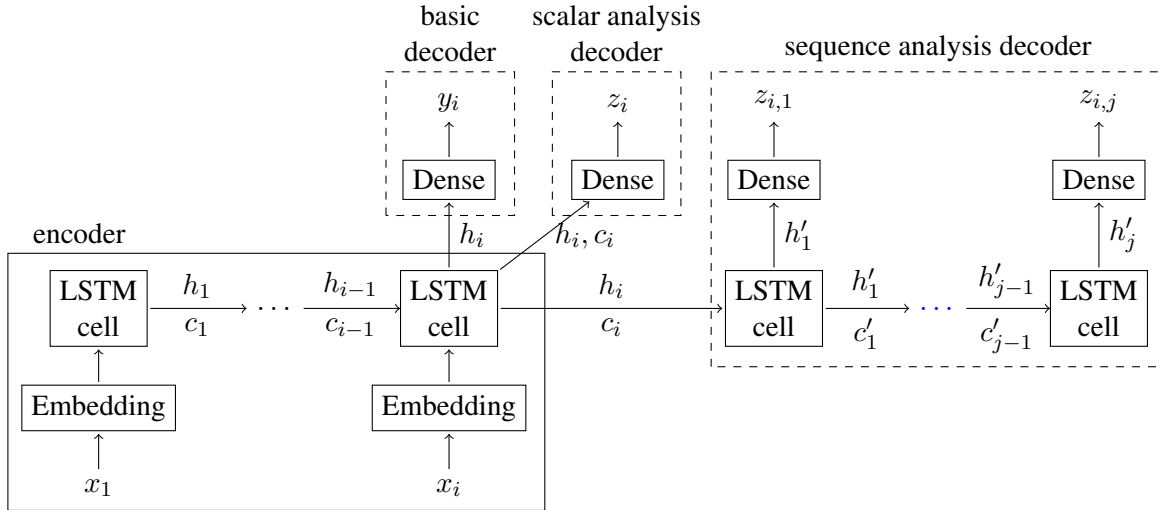 basic
decoder
scalar analysis
decoder
sequence analysis decoder
y_i
z_i
z_{i,1}
z_{i,j}
Dense
Dense
Dense
Dense
h_i
h_i, c_i
h'_1
h'_j
encoder
LSTM
cell
h_1
c_1
···
h_{i-1}
c_{i-1}
LSTM
cell
h_i
c_i
LSTM
cell
h'_1
c'_1
···
h'_{j-1}
c'_{j-1}
LSTM
cell
Embedding
Embedding
x_1
x_i